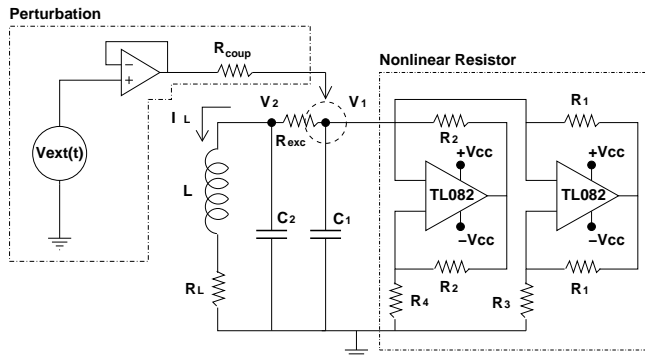 Perturbation
Rcoup
Nonlinear Resistor
I L
V2
V1
R1
Rexc
R2
Vext(t)
+Vcc
+Vcc
L
TL082
TL082
C2
C1
−Vcc
−Vcc
RL
R2
R1
R4
R3
−
+